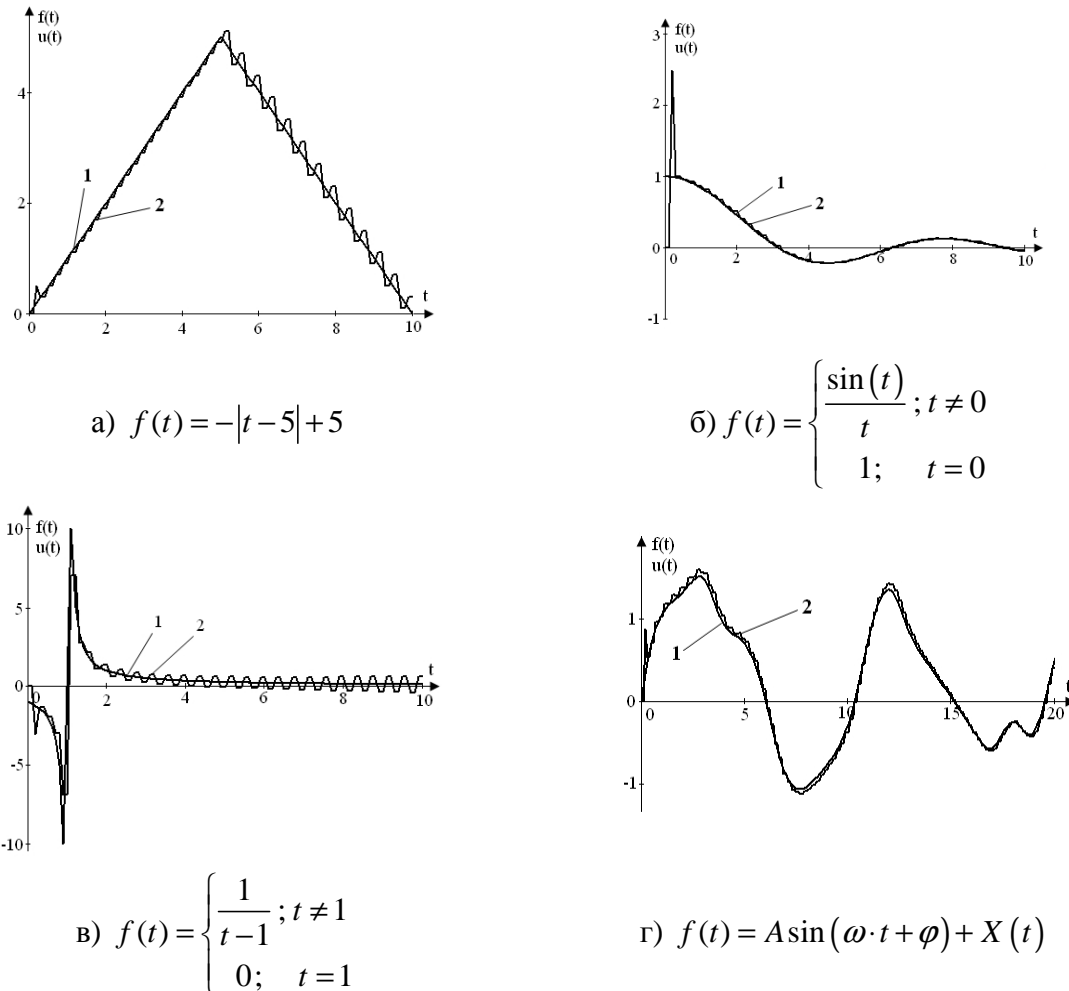 f(t)
u(t)
4
2
0
1
2
t
0 2 4 6 8 10
а) f(t) = −|t − 5| + 5
f(t)
u(t)
3
2
1
0
-1
1
2
t
0 2 4 6 8 10
б) f(t) = { sin(t)/t ; t ≠ 0
1; t = 0
f(t)
u(t)
10
5
0
-5
-10
1 2
t
0 2 4 6 8 10
в) f(t) = { 1/(t − 1) ; t ≠ 1
0; t = 1
f(t)
u(t)
1
0
-1
2
1
t
0 5 10 15 20
г) f(t) = A sin(ω · t + φ) + X(t)